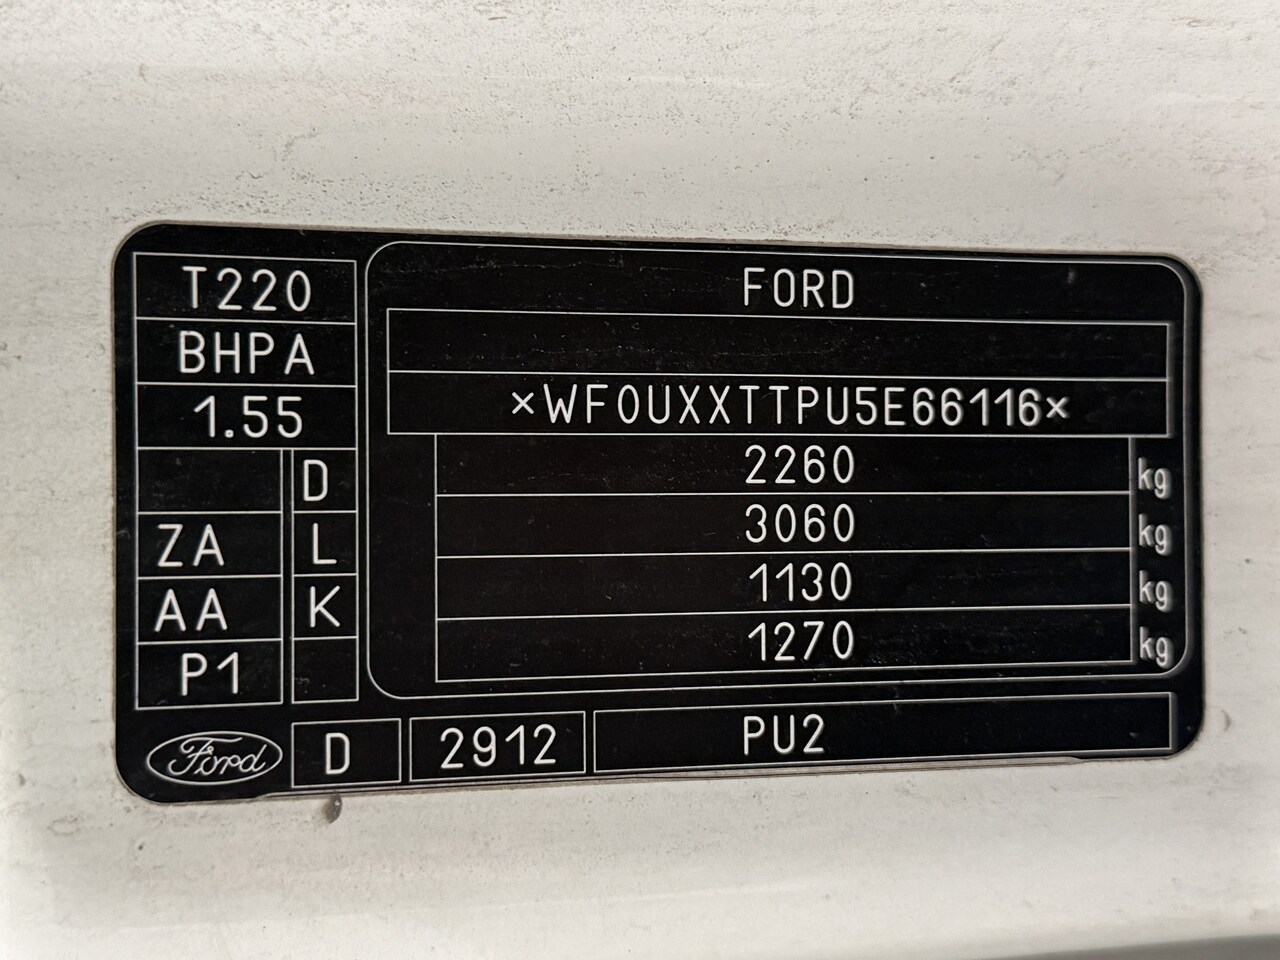 T220
BHPA
1.55
D
ZA L
AA K
P1
FORD
×WF0UXXTTPU5E66116×
2260 kg
3060 kg
1130 kg
1270 kg
Ford D 2912 PU2